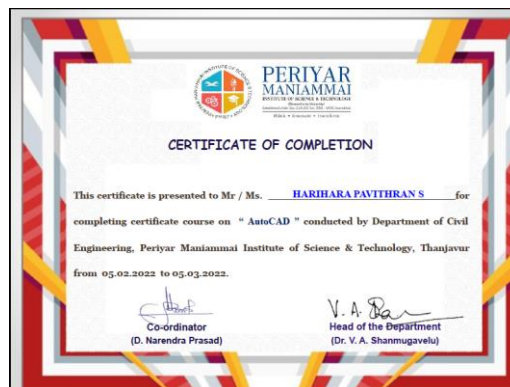 PERIYAR
MANIAMMAI
INSTITUTE OF SCIENCE & TECHNOLOGY
CERTIFICATE OF COMPLETION
This certificate is presented to Mr / Ms. HARIHARA PAVITHRAN S for
completing certificate course on “ AutoCAD ” conducted by Department of Civil
Engineering, Periyar Maniammai Institute of Science & Technology, Thanjavur
from 05.02.2022 to 05.03.2022.
V. A.
Co-ordinator
Head of the Department
(D. Narendra Prasad)
(Dr. V. A. Shanmugavelu)